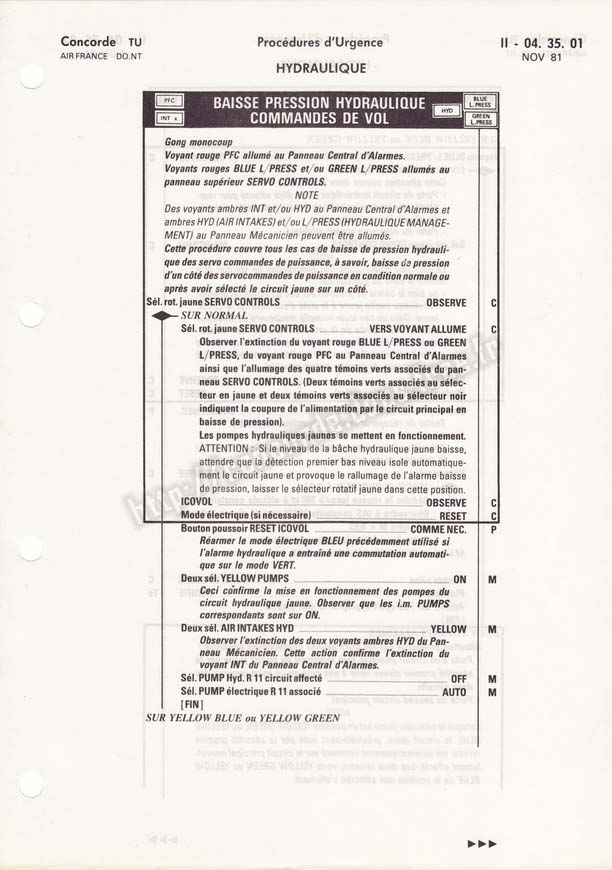 Concorde TU
AIR FRANCE DO.NT
Procédures d'Urgence
HYDRAULIQUE
II - 04. 35. 01
NOV 81
PFC
INT x
BAISSE PRESSION HYDRAULIQUE
COMMANDES DE VOL
HYD
BLUE
L.PRESS
GREEN
L.PRESS
Gong monocoup
Voyant rouge PFC allumé au Panneau Central d'Alarmes.
Voyants rouges BLUE L/PRESS et/ou GREEN L/PRESS allumés au
panneau supérieur SERVO CONTROLS.
NOTE
Des voyants ambres INT et/ou HYD au Panneau Central d'Alarmes et
ambres HYD (AIR INTAKES) et/ou L/PRESS (HYDRAULIQUE MANAGE-
MENT) au Panneau Mécanicien peuvent être allumés.
Cette procédure couvre tous les cas de baisse de pression hydrauli-
que des servo commandes de puissance, à savoir, baisse de pression
d'un côté des servocommandes de puissance en condition normale ou
après avoir sélecté le circuit jaune sur un côté.
Sél. rot. jaune SERVO CONTROLS OBSERVE C
SUR NORMAL
Sél. rot. jaune SERVO CONTROLS VERS VOYANT ALLUME C
Observer l'extinction du voyant rouge BLUE L/PRESS ou GREEN
L/PRESS, du voyant rouge PFC au Panneau Central d'Alarmes
ainsi que l'allumage des quatre témoins verts associés du pan-
neau SERVO CONTROLS. (Deux témoins verts associés au sélec-
teur en jaune et deux témoins verts associés au sélecteur noir
indiquent la coupure de l'alimentation par le circuit principal en
baisse de pression).
Les pompes hydrauliques jaunes se mettent en fonctionnement.
ATTENTION : Si le niveau de la bâche hydraulique jaune baisse,
attendre que la détection premier bas niveau isole automatique-
ment le circuit jaune et provoque le rallumage de l'alarme baisse
de pression, laisser le sélecteur rotatif jaune dans cette position.
ICOVOL OBSERVE C
Mode électrique (si nécessaire) RESET C
Bouton poussoir RESET ICOVOL COMME NEC. P
Réarmer le mode électrique BLEU précédemment utilisé si
l'alarme hydraulique a entraîné une commutation automati-
que sur le mode VERT.
Deux sél. YELLOW PUMPS ON M
Ceci confirme la mise en fonctionnement des pompes du
circuit hydraulique jaune. Observer que les i.m. PUMPS
correspondants sont sur ON.
Deux sél. AIR INTAKES HYD YELLOW M
Observer l'extinction des deux voyants ambres HYD du Pan-
neau Mécanicien. Cette action confirme l'extinction du
voyant INT du Panneau Central d'Alarmes.
Sél. PUMP Hyd. R 11 circuit affecté OFF M
Sél. PUMP électrique R 11 associé AUTO M
[FIN]
SUR YELLOW BLUE ou YELLOW GREEN